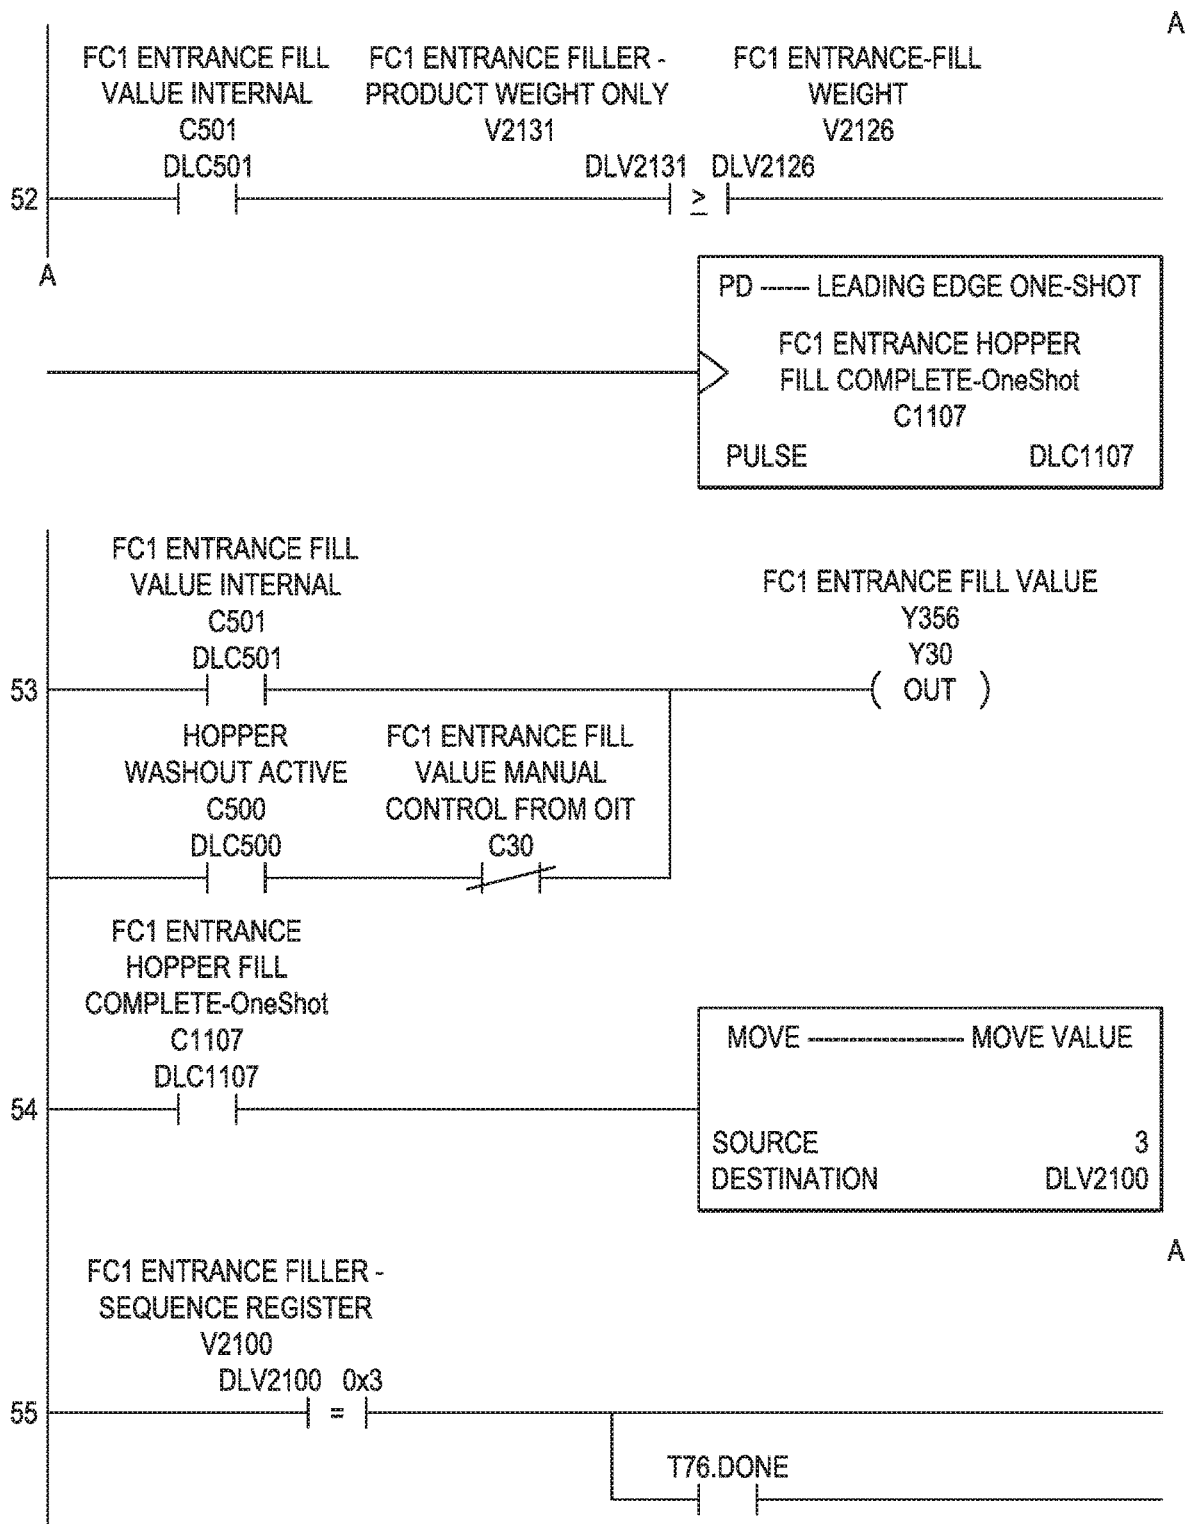 A
FC1 ENTRANCE FILL
VALUE INTERNAL
C501
DLC501
FC1 ENTRANCE FILLER -
PRODUCT WEIGHT ONLY
V2131
DLV2131
FC1 ENTRANCE-FILL
WEIGHT
V2126
DLV2126
≥
52
A
PD ------ LEADING EDGE ONE-SHOT
FC1 ENTRANCE HOPPER
FILL COMPLETE-OneShot
C1107
PULSE DLC1107
FC1 ENTRANCE FILL
VALUE INTERNAL
C501
DLC501
FC1 ENTRANCE FILL VALUE
Y356
Y30
( OUT )
53
HOPPER
WASHOUT ACTIVE
C500
DLC500
FC1 ENTRANCE FILL
VALUE MANUAL
CONTROL FROM OIT
C30
FC1 ENTRANCE
HOPPER FILL
COMPLETE-OneShot
C1107
DLC1107
54
MOVE -------------------- MOVE VALUE
SOURCE 3
DESTINATION DLV2100
A
FC1 ENTRANCE FILLER -
SEQUENCE REGISTER
V2100
DLV2100 0x3
=
55
T76.DONE